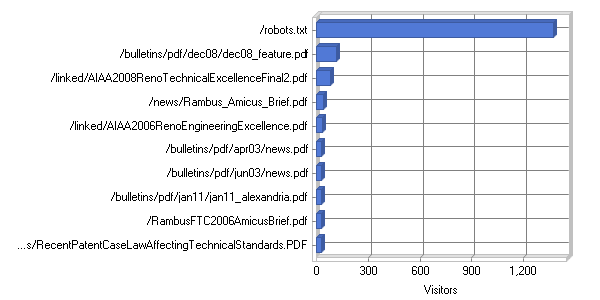 /robots.txt
/bulletins/pdf/dec08/dec08_feature.pdf
/linked/AIAA2008RenoTechnicalExcellenceFinal2.pdf
/news/Rambus_Amicus_Brief.pdf
/linked/AIAA2006RenoEngineeringExcellence.pdf
/bulletins/pdf/apr03/news.pdf
/bulletins/pdf/jun03/news.pdf
/bulletins/pdf/jan11/jan11_alexandria.pdf
/RambusFTC2006AmicusBrief.pdf
...s/RecentPatentCaseLawAffectingTechnicalStandards.PDF
0 300 600 900 1,200
Visitors